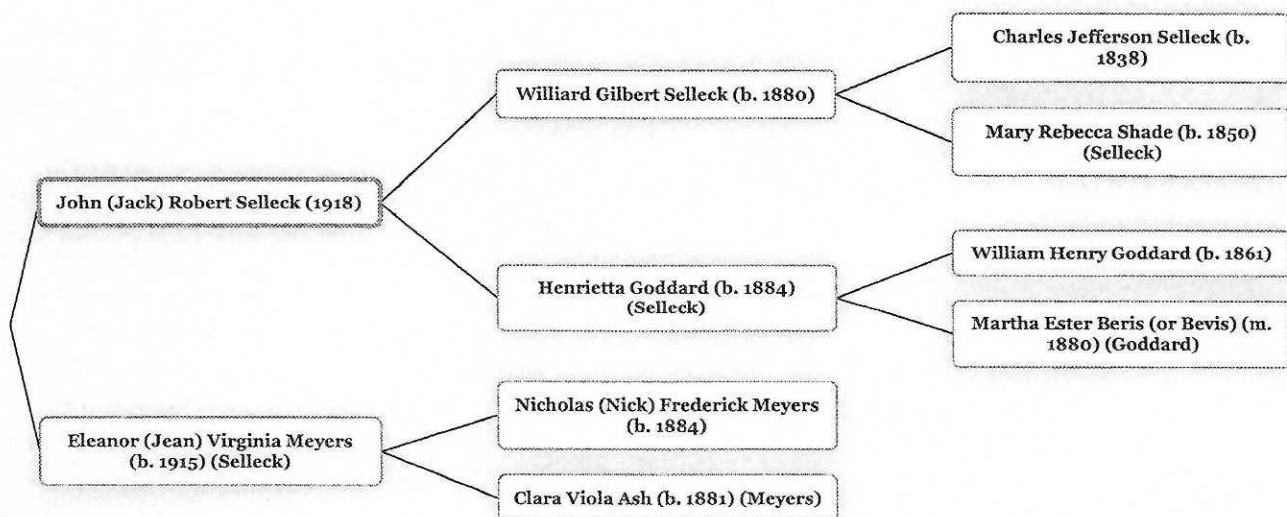 Charles Jefferson Selleck (b.
1838)
Williard Gilbert Selleck (b. 1880)
Mary Rebecca Shade (b. 1850)
(Selleck)
John (Jack) Robert Selleck (1918)
William Henry Goddard (b. 1861)
Henrietta Goddard (b. 1884)
(Selleck)
Martha Ester Beris (or Bevis) (m.
1880) (Goddard)
Nicholas (Nick) Frederick Meyers
(b. 1884)
Eleanor (Jean) Virginia Meyers
(b. 1915) (Selleck)
Clara Viola Ash (b. 1881) (Meyers)